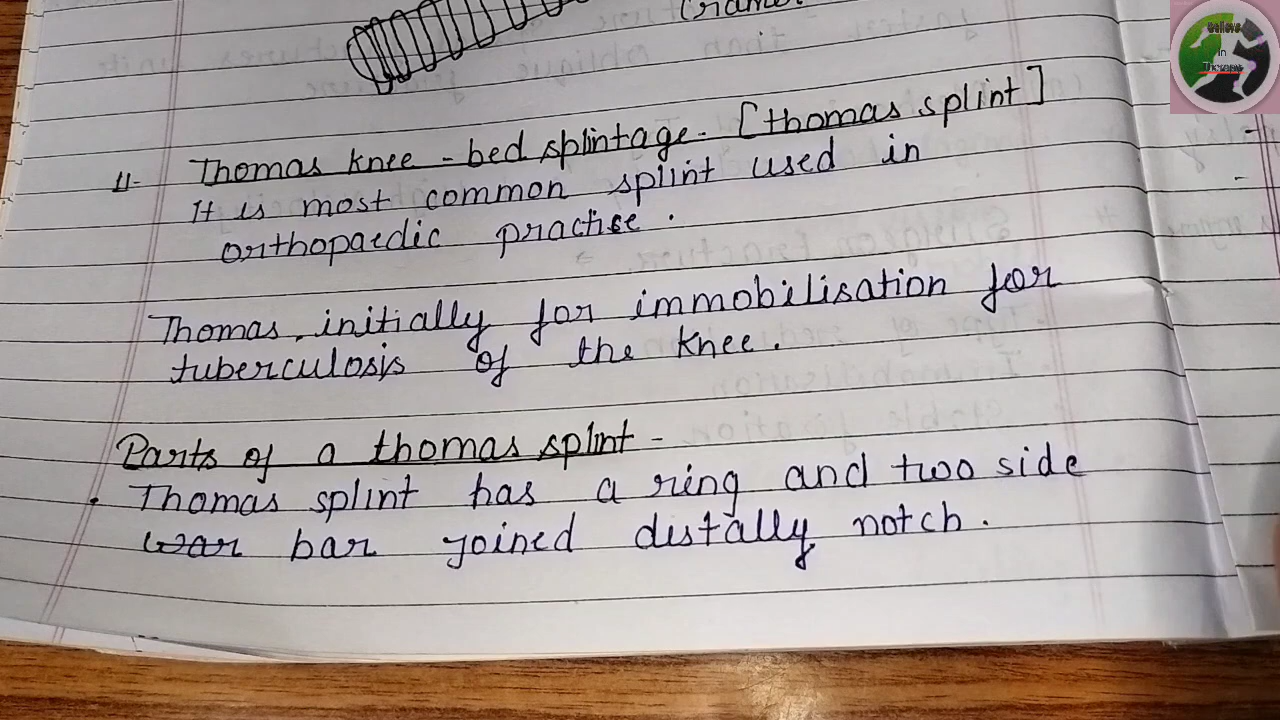 11- Thomas knee - bed splintage - [thomas splint]
It is most common splint used in
orthopaedic practise.
Thomas, initially for immobilisation for
tuberculosis of the knee.
Parts of a thomas splint -
• Thomas splint has a ring and two side
war bar joined distally notch.
in